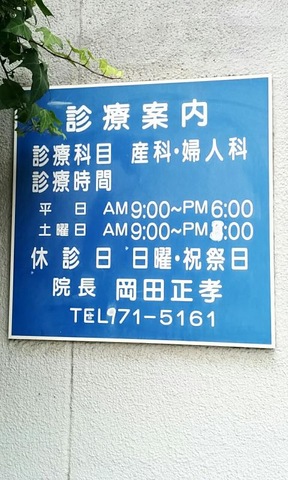 診療案内
診療科目 産科・婦人科
診療時間
平日 AM9:00~PM6:00
土曜日 AM9:00~PM :00
休診日 日曜・祝祭日
院長 岡田正孝
TEL971-5161